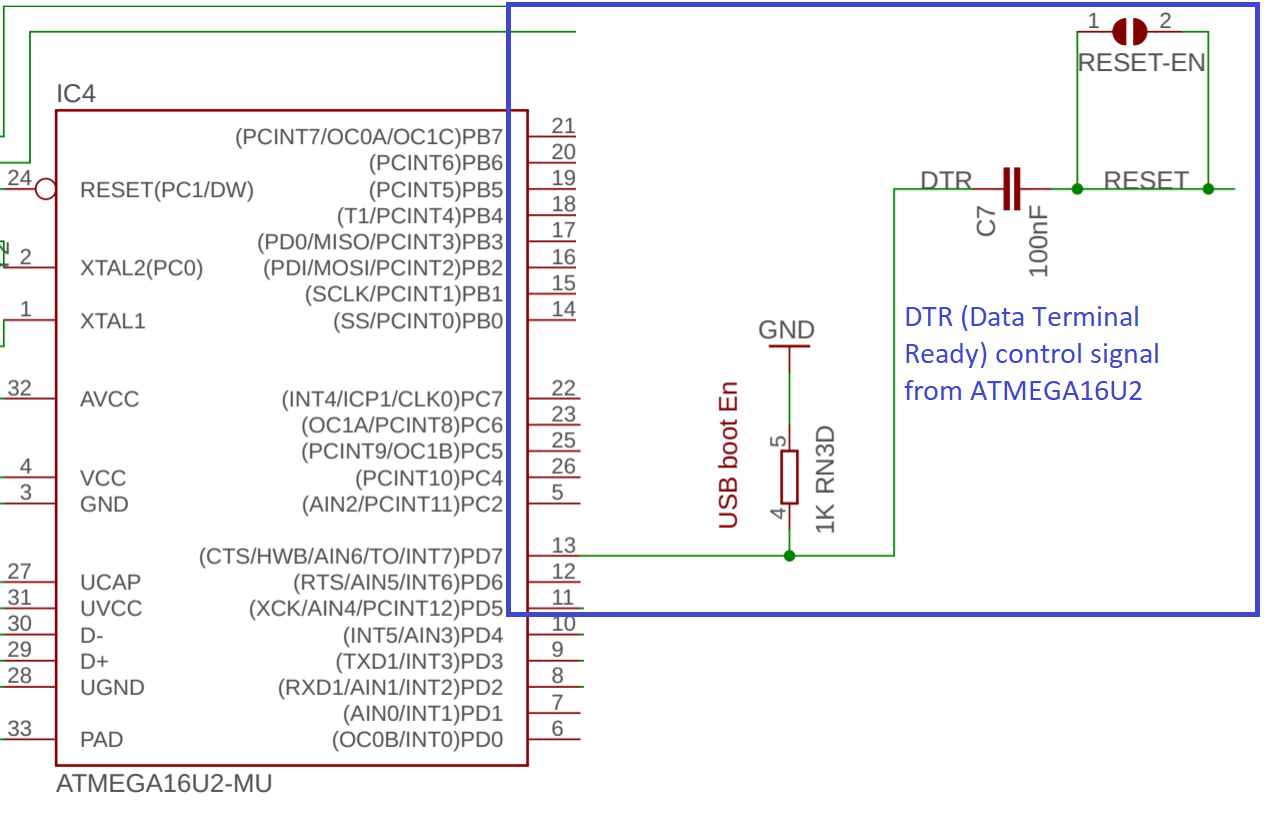 1 2
RESET-EN
IC4
(PCINT7/OC0A/OC1C)PB7 21
(PCINT6)PB6 20
24 RESET(PC1/DW) (PCINT5)PB5 19
DTR RESET
(T1/PCINT4)PB4 18
C7
100nF
(PD0/MISO/PCINT3)PB3 17
2 XTAL2(PC0) (PDI/MOSI/PCINT2)PB2 16
(SCLK/PCINT1)PB1 15
1 XTAL1 (SS/PCINT0)PB0 14
DTR (Data Terminal
Ready) control signal
from ATMEGA16U2
GND
32 AVCC (INT4/ICP1/CLK0)PC7 22
(OC1A/PCINT8)PC6 23
(PCINT9/OC1B)PC5 25
4 VCC (PCINT10)PC4 26
3 GND (AIN2/PCINT11)PC2 5
USB boot En
5
4
1K RN3D
(CTS/HWB/AIN6/TO/INT7)PD7 13
27 UCAP (RTS/AIN5/INT6)PD6 12
31 UVCC (XCK/AIN4/PCINT12)PD5 11
30 D- (INT5/AIN3)PD4 10
29 D+ (TXD1/INT3)PD3 9
28 UGND (RXD1/AIN1/INT2)PD2 8
(AIN0/INT1)PD1 7
33 PAD (OC0B/INT0)PD0 6
ATMEGA16U2-MU